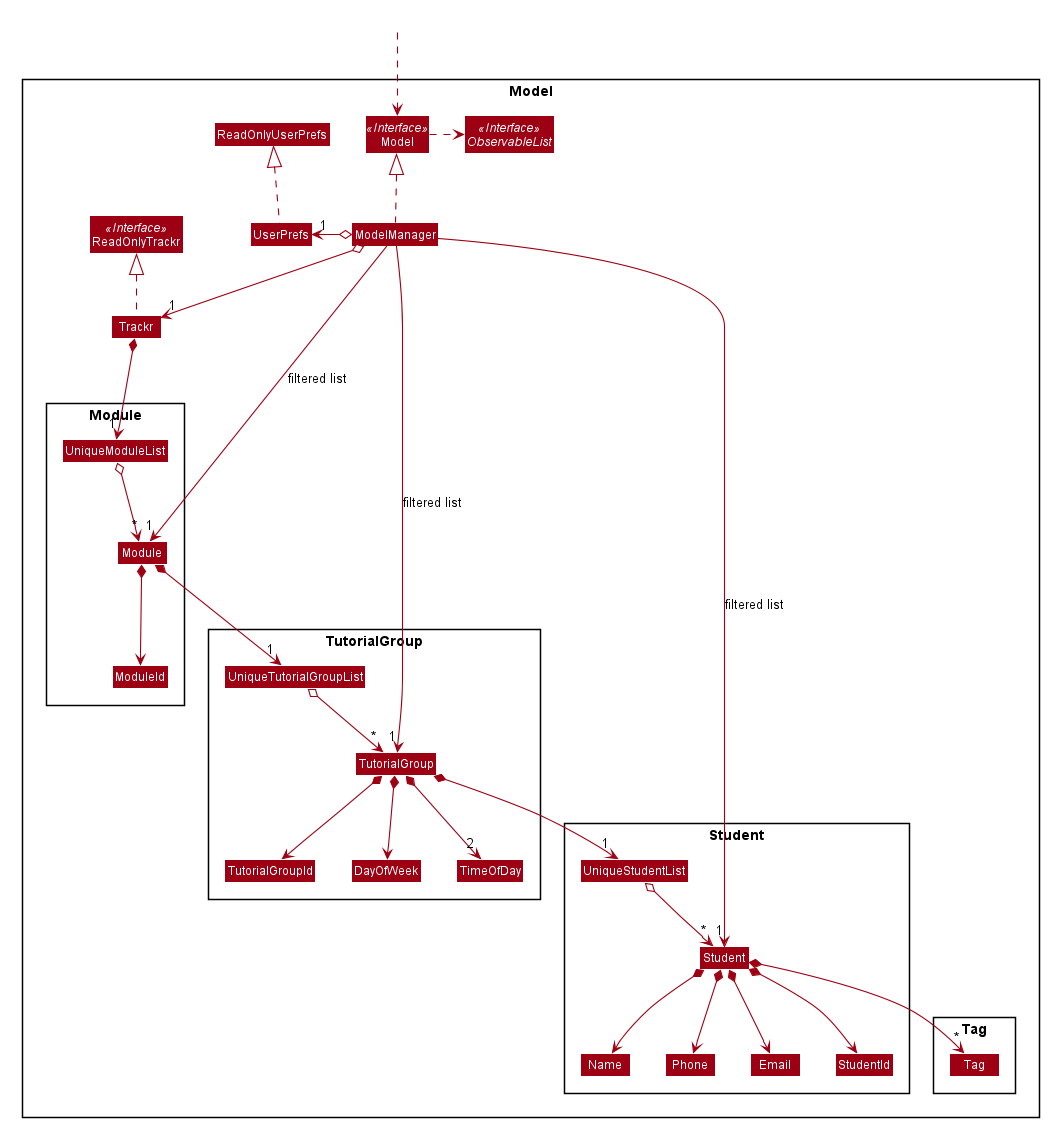 Model
ReadOnlyUserPrefs
«Interface»
Model
«Interface»
ObservableList
«Interface»
ReadOnlyTrackr
UserPrefs
1
ModelManager
1
Trackr
filtered list
Module
1
UniqueModuleList
filtered list
*
1
Module
filtered list
TutorialGroup
1
ModuleId
UniqueTutorialGroupList
*
1
TutorialGroup
Student
2
1
TutorialGroupId
DayOfWeek
TimeOfDay
UniqueStudentList
*
1
Student
Tag
*
Name
Phone
Email
StudentId
Tag